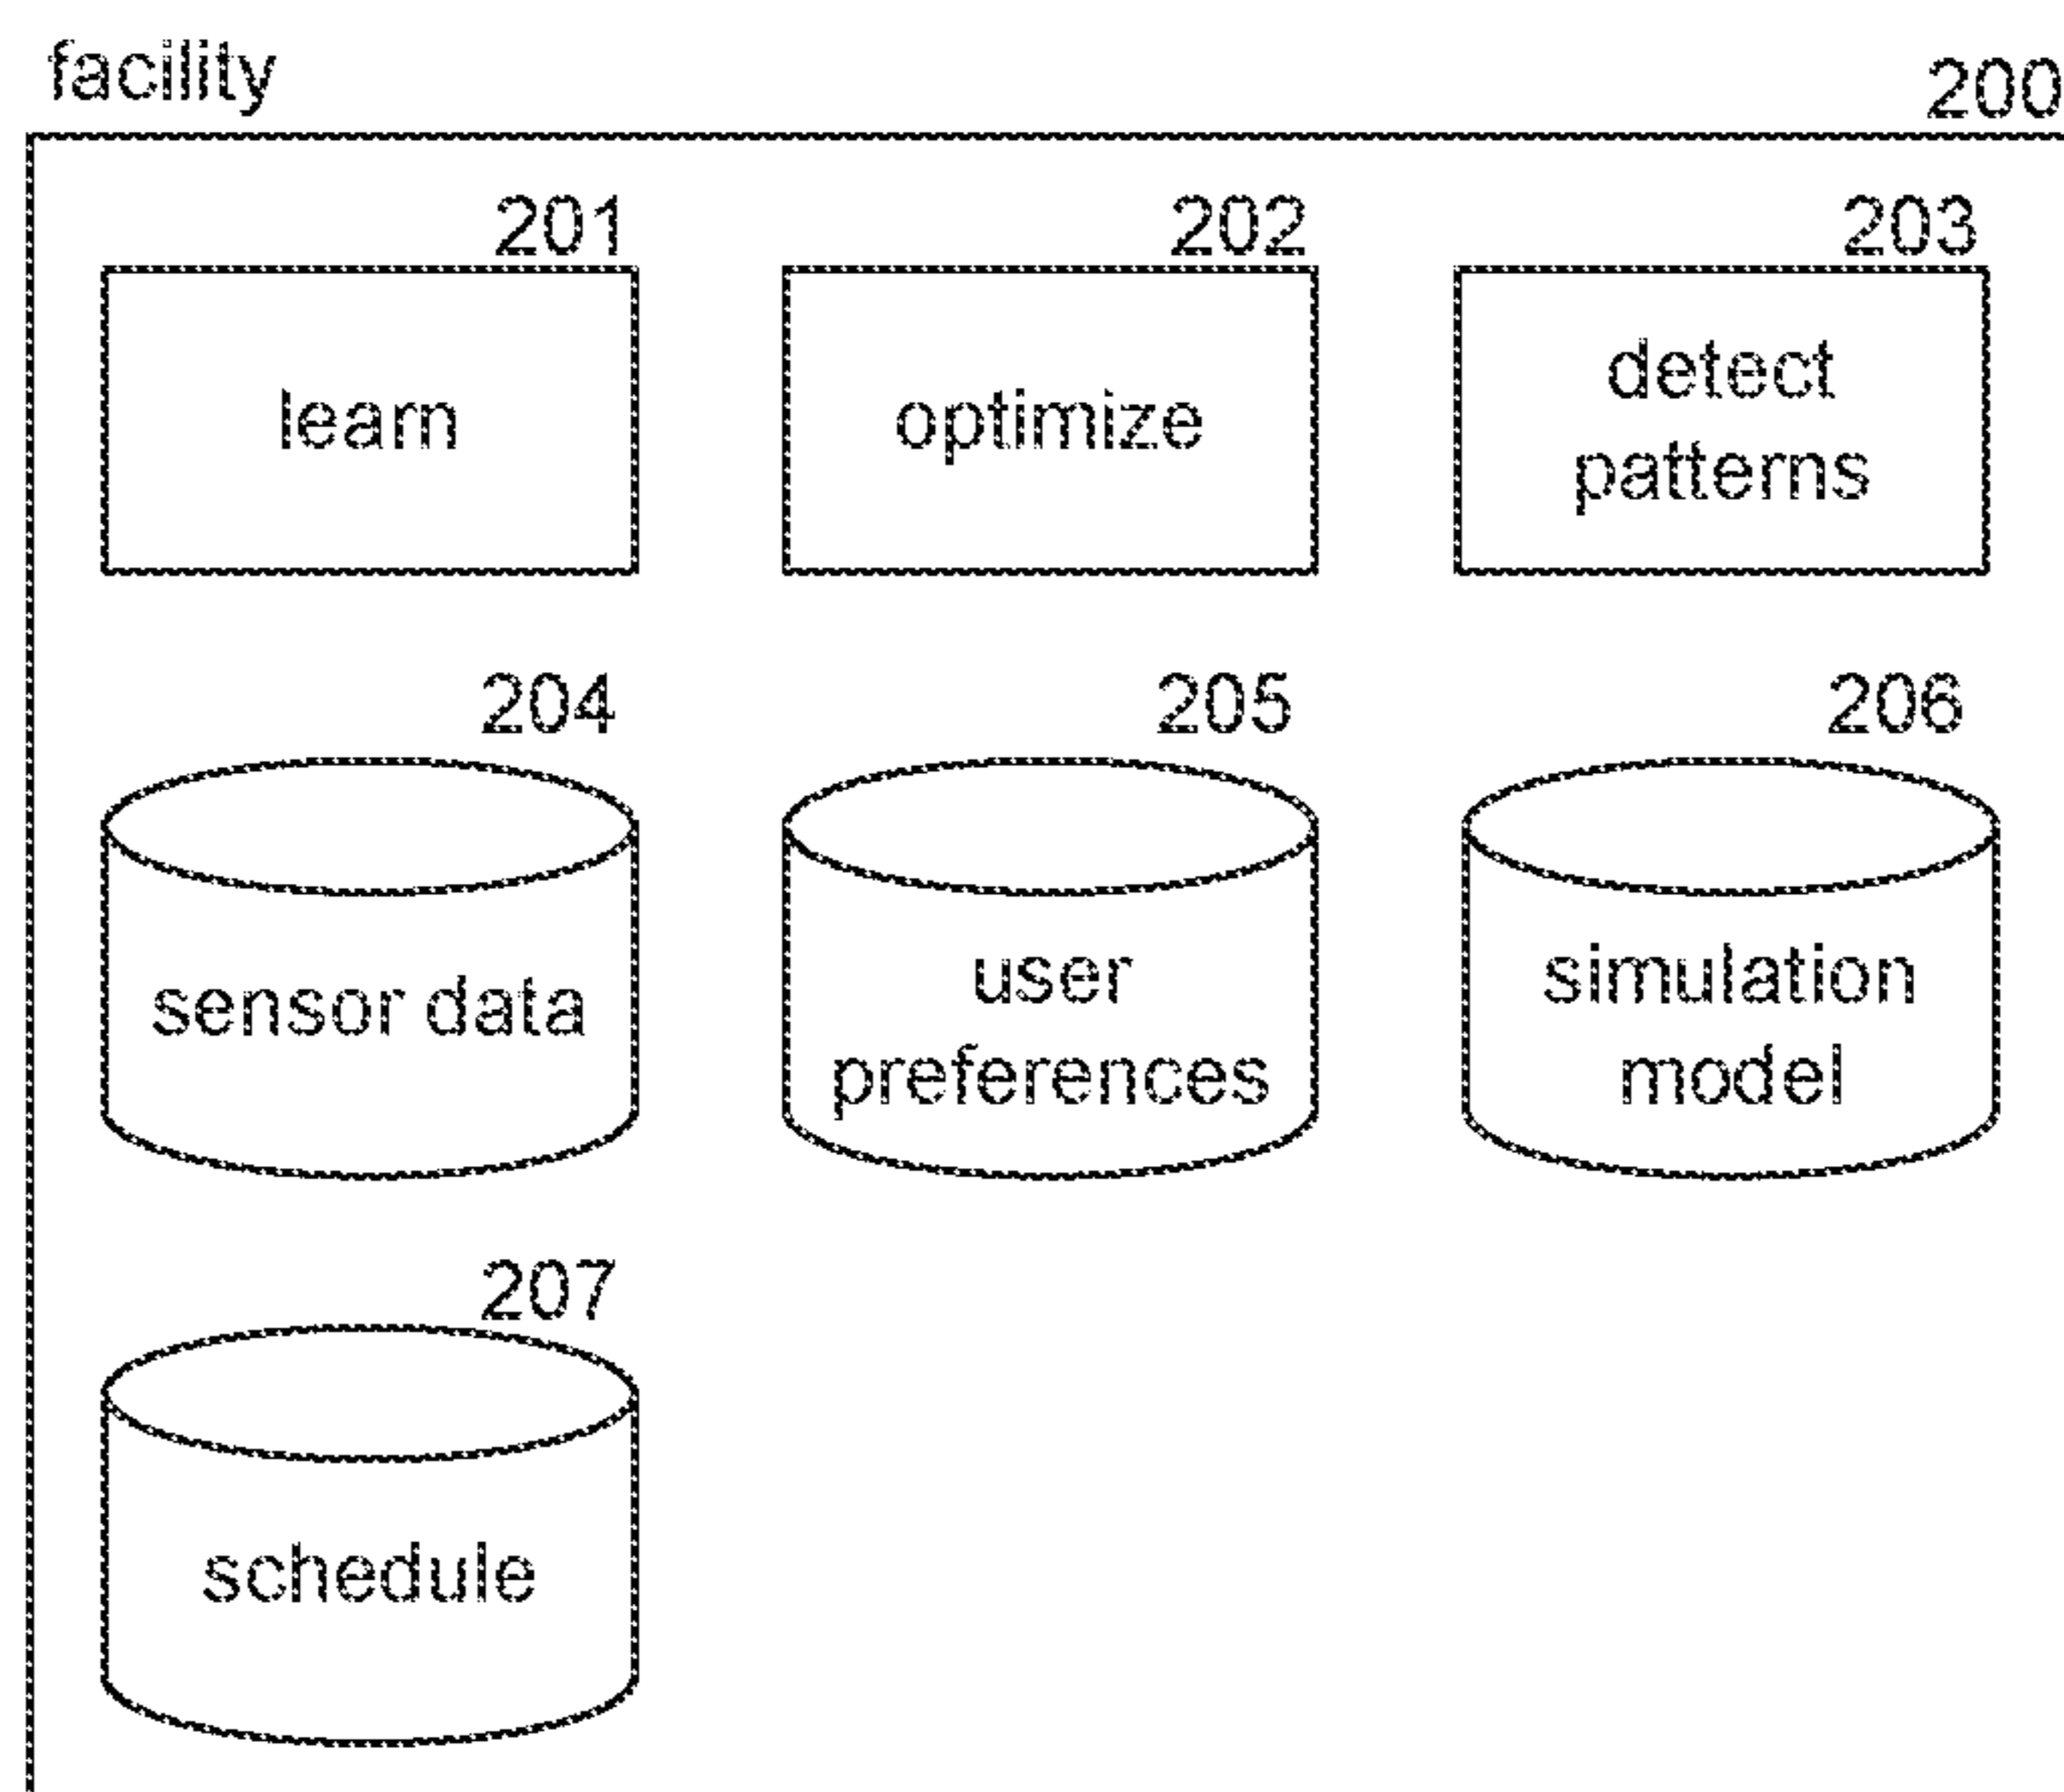 facility
200
201
202
203
learn
optimize
detect
patterns
204
205
206
sensor data
user
preferences
simulation
model
207
schedule